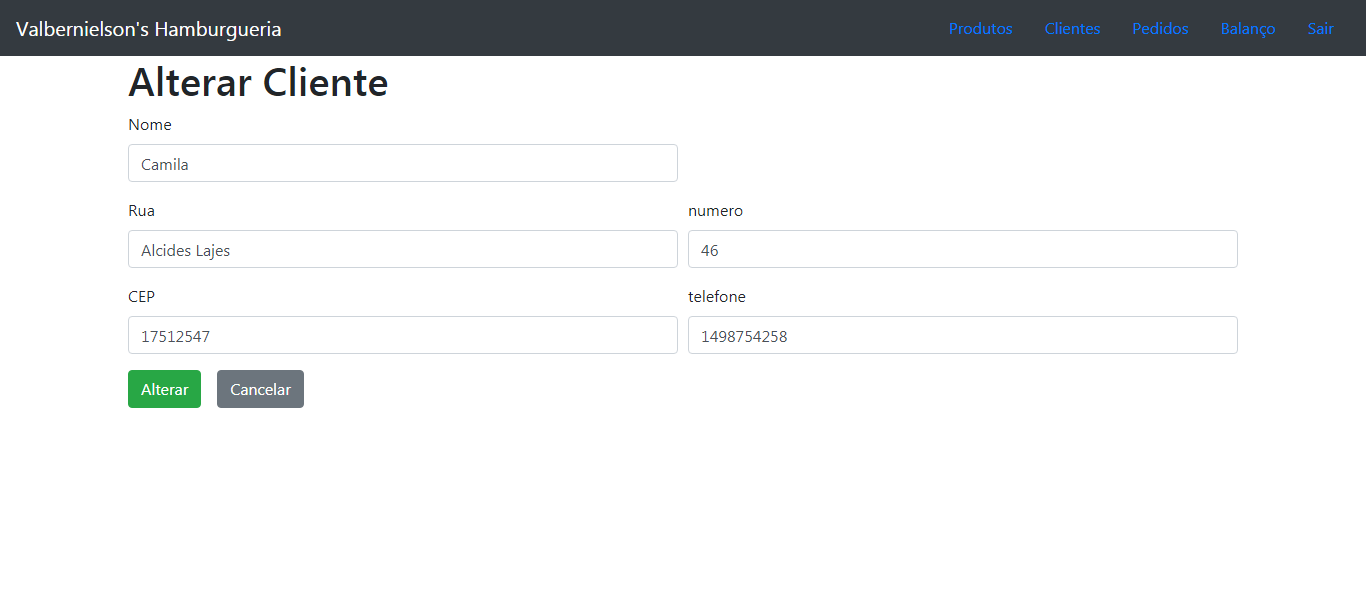 Valbernielson's Hamburgueria Produtos Clientes Pedidos Balanço Sair
Alterar Cliente
Nome
Camila
Rua numero
Alcides Lajes 46
CEP telefone
17512547 1498754258
Alterar Cancelar